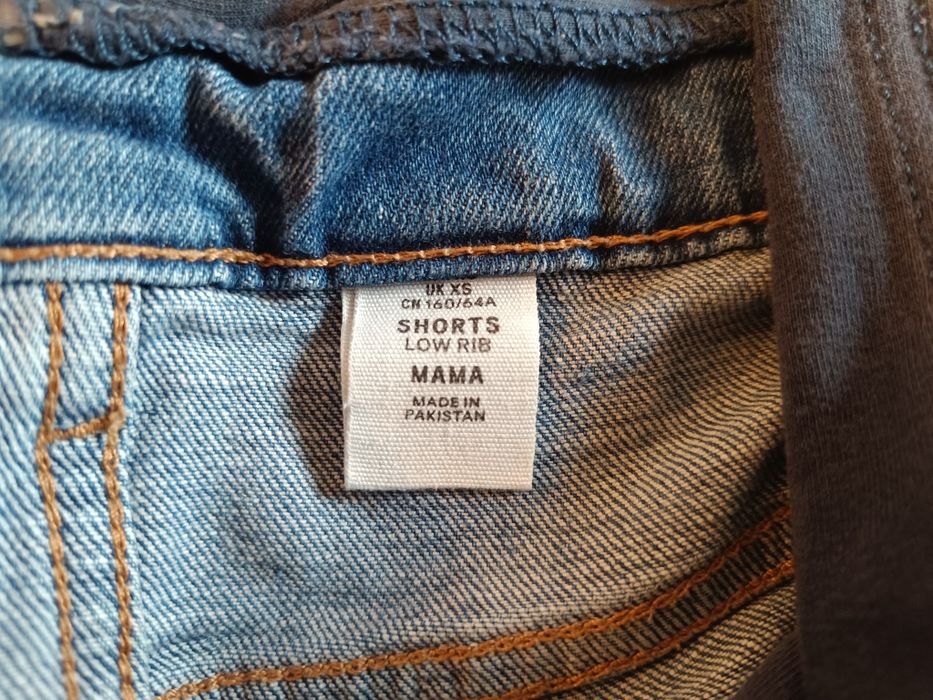 UK XS
CN 160/64A
SHORTS
LOW RIB
MAMA
MADE IN
PAKISTAN